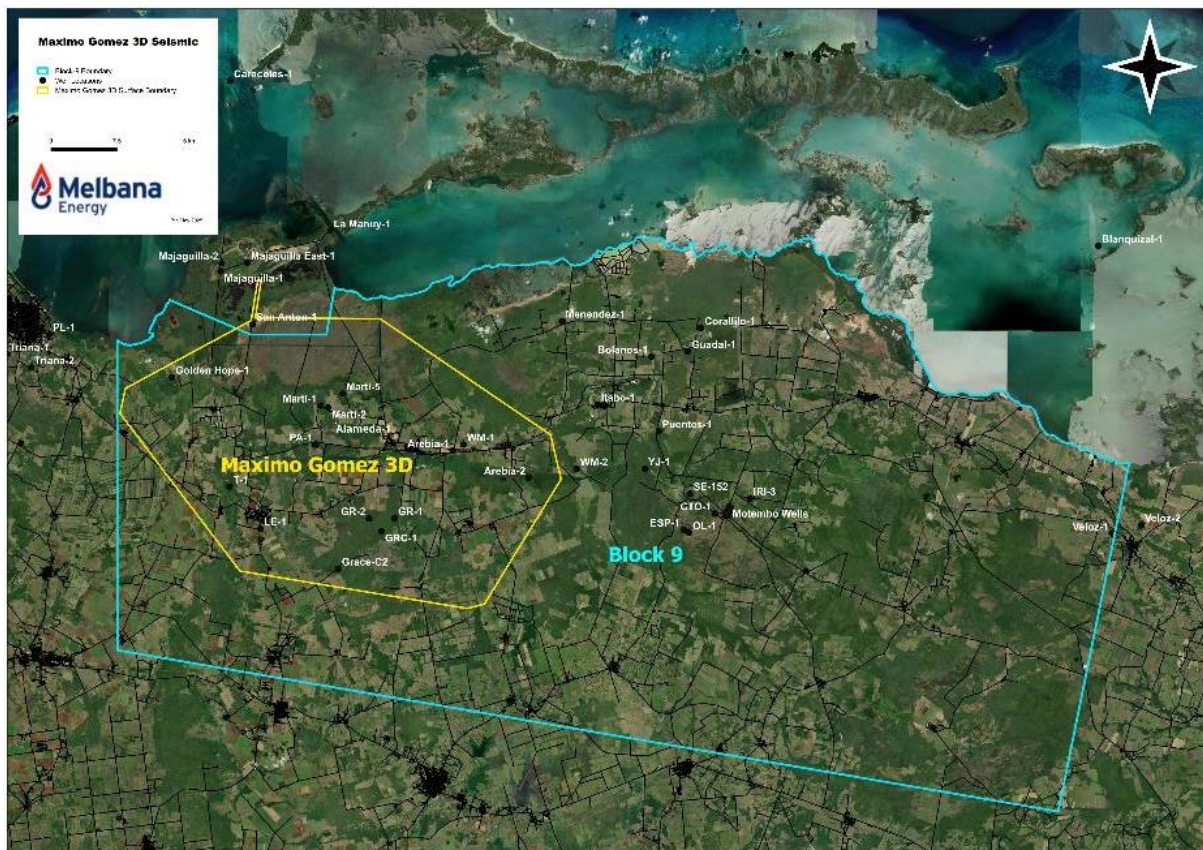 Maximo Gomez 3D Seismic
Block-9 Boundary
Well Locations
Maximo Gomez 3D Surface Boundary
Melbana
Energy
Caracoles-1
La Manuy-1
Majaguilla-2
Majaguilla East-1
Majaguilla-1
San Anton-1
Blanquizal-1
PL-1
Triana-1
Triana-2
Golden Hope-1
Menendez-1
Corallilo-1
Guadal-1
Bolanos-1
Marti-5
Marti-1
Marti-2
Alameda-1
Itabo-1
Puentes-1
PA-1
Arebia-1
WM-1
Maximo Gomez 3D
Arebia-2
WM-2
YJ-1
T-1
SE-152
IRI-3
CTO-1
Motembo Wells
LE-1
GR-2
GR-1
ESP-1
OL-1
Veloz-1
Veloz-2
GRC-1
Block 9
Grace-C2